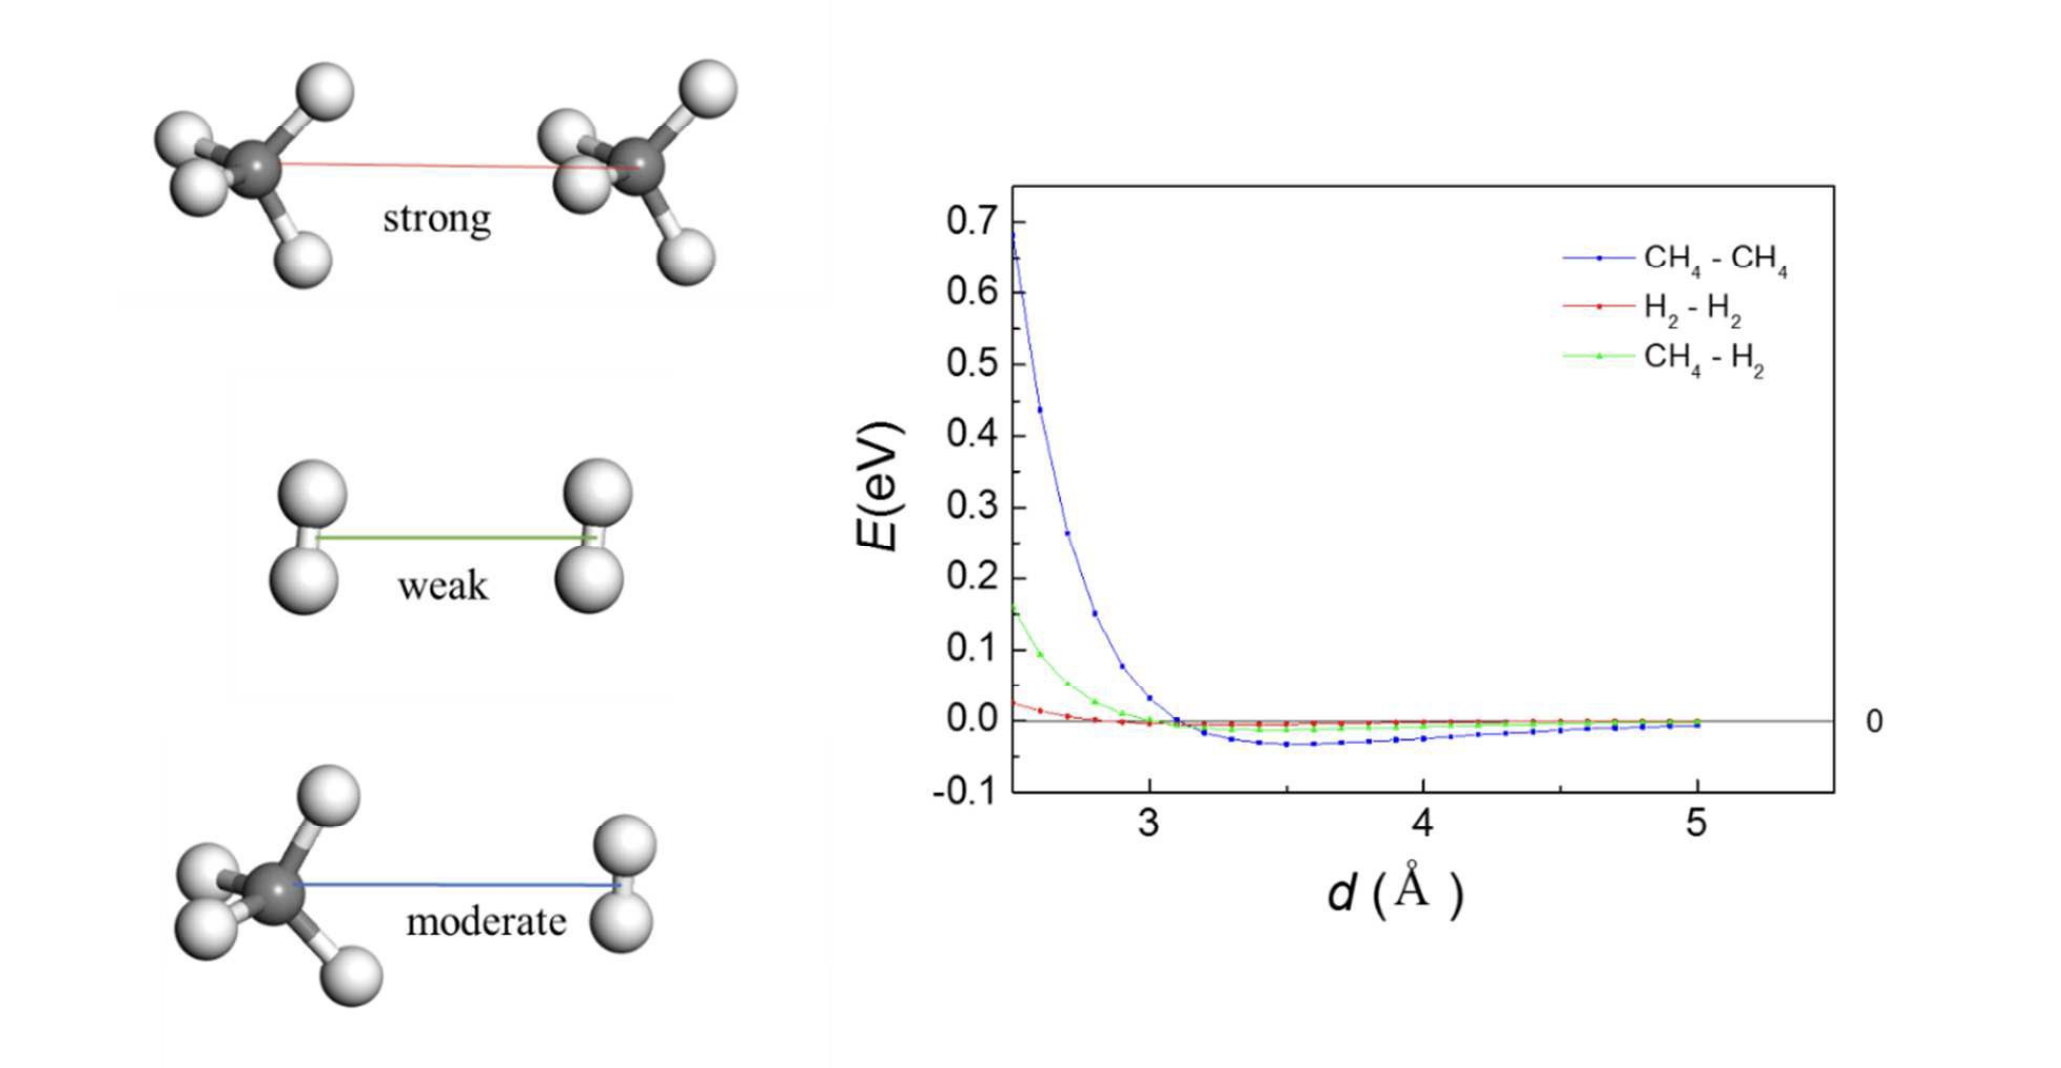 strong
weak
moderate
E(eV)
0.7
0.6
0.5
0.4
0.3
0.2
0.1
0.0
-0.1
3 4 5
d (Å )
CH₄ - CH₄
H₂ - H₂
CH₄ - H₂
0